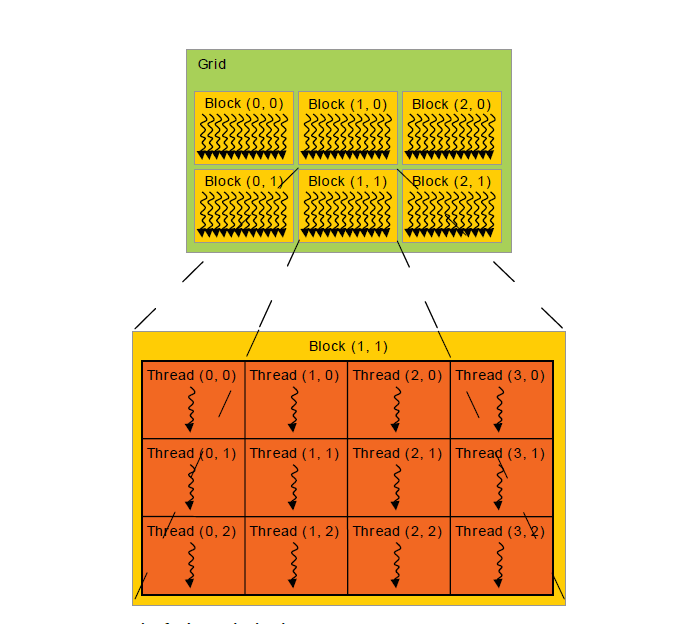 Grid
Block (0, 0) Block (1, 0) Block (2, 0)
Block (0, 1) Block (1, 1) Block (2, 1)
Block (1, 1)
Thread (0, 0) Thread (1, 0) Thread (2, 0) Thread (3, 0)
Thread (0, 1) Thread (1, 1) Thread (2, 1) Thread (3, 1)
Thread (0, 2) Thread (1, 2) Thread (2, 2) Thread (3, 2)